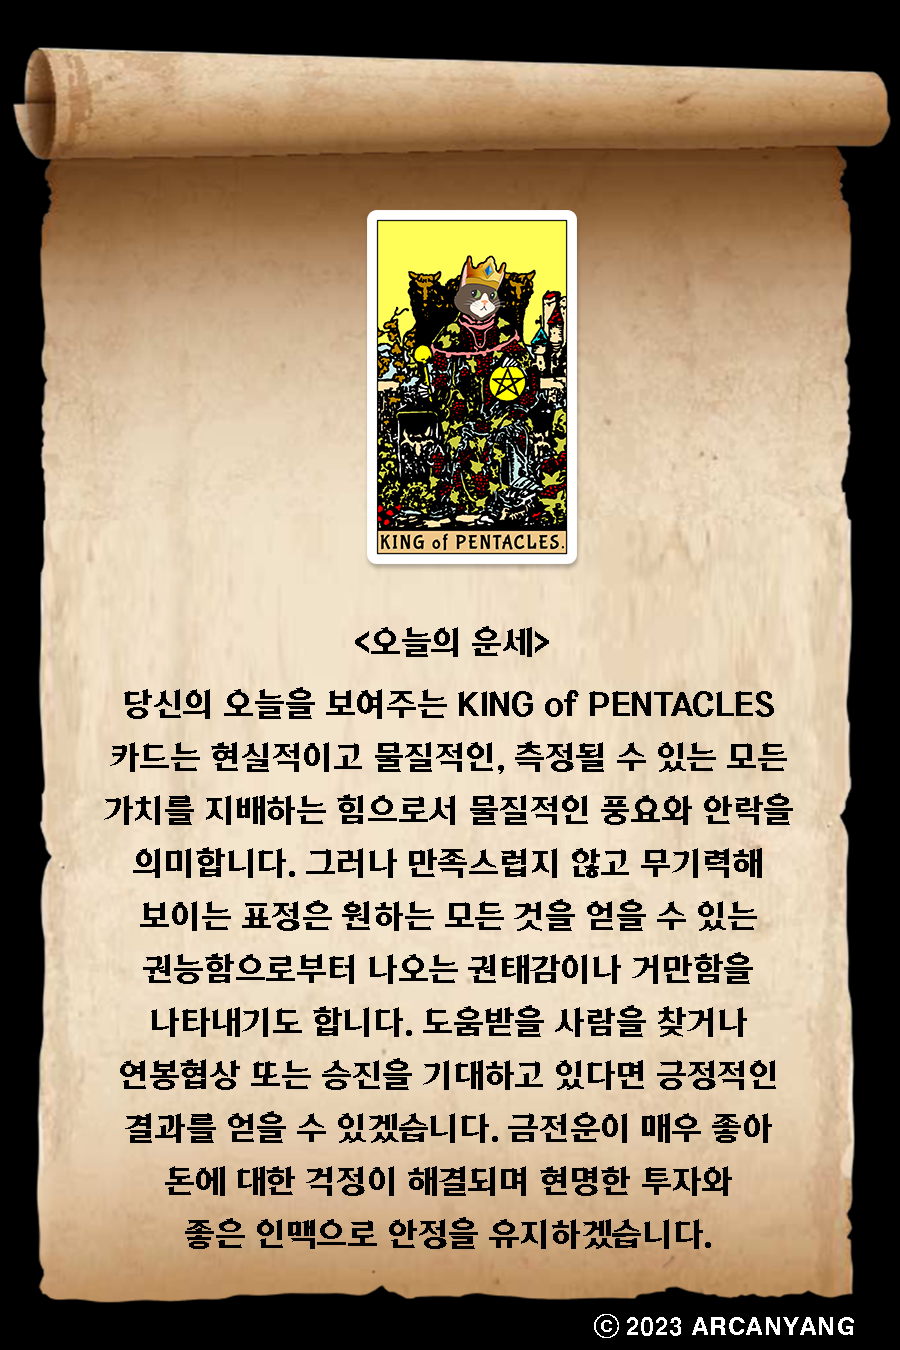 KING of PENTACLES.
<오늘의 운세>
당신의 오늘을 보여주는 KING of PENTACLES
카드는 현실적이고 물질적인, 측정될 수 있는 모든
가치를 지배하는 힘으로서 물질적인 풍요와 안락을
의미합니다. 그러나 만족스럽지 않고 무기력해
보이는 표정은 원하는 모든 것을 얻을 수 있는
권능함으로부터 나오는 권태감이나 거만함을
나타내기도 합니다. 도움받을 사람을 찾거나
연봉협상 또는 승진을 기대하고 있다면 긍정적인
결과를 얻을 수 있겠습니다. 금전운이 매우 좋아
돈에 대한 걱정이 해결되며 현명한 투자와
좋은 인맥으로 안정을 유지하겠습니다.
ⓒ 2023 ARCANYANG